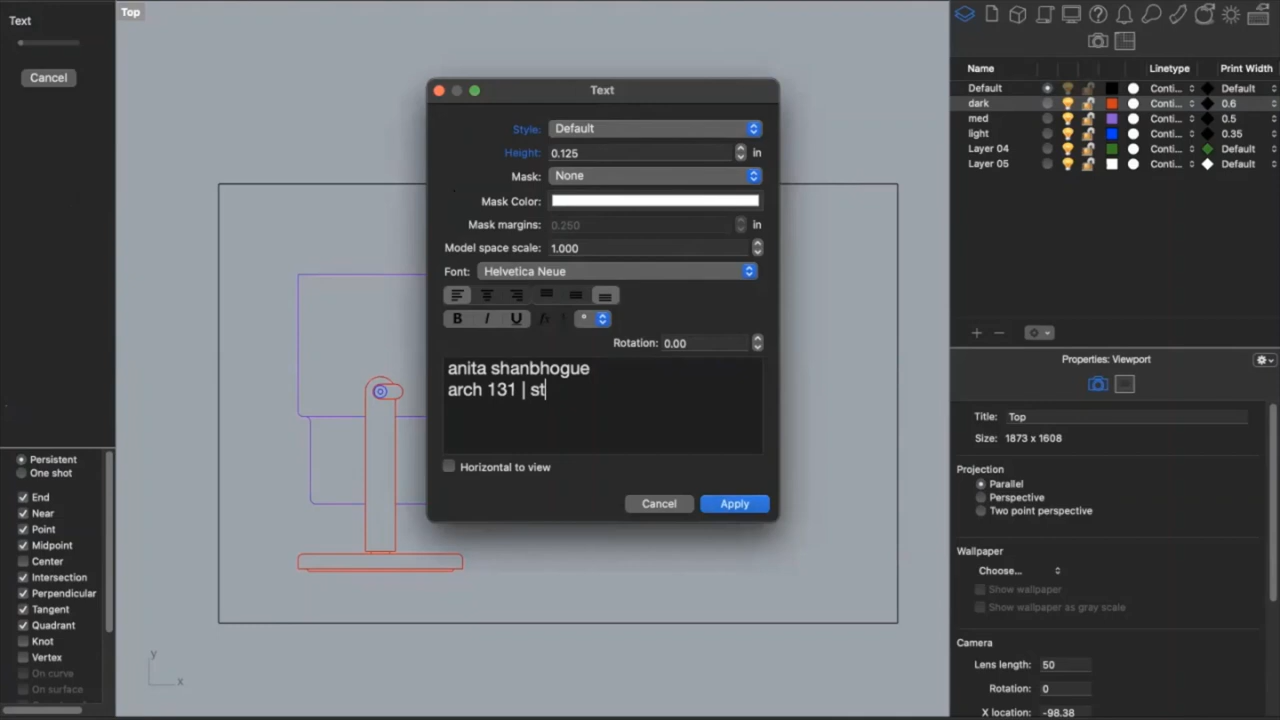 Text
Cancel
Top
Text
Style: Default
Height: 0.125 in
Mask: None
Mask Color:
Mask margins: 0.250 in
Model space scale: 1.000
Font: Helvetica Neue
B I U
Rotation: 0.00
anita shanbhogue
arch 131 | st
Horizontal to view
Cancel Apply
Persistent
One shot
End
Near
Point
Midpoint
Center
Intersection
Perpendicular
Tangent
Quadrant
Knot
Vertex
On curve
On surface
y
x
Name Linetype Print Width
Default Conti... Default
dark Conti... 0.6
med Conti... 0.5
light Conti... 0.35
Layer 04 Conti... Default
Layer 05 Conti... Default
Properties: Viewport
Title: Top
Size: 1873 x 1608
Projection
Parallel
Perspective
Two point perspective
Wallpaper
Choose...
Show wallpaper
Show wallpaper as gray scale
Camera
Lens length: 50
Rotation: 0
X location: -98.38